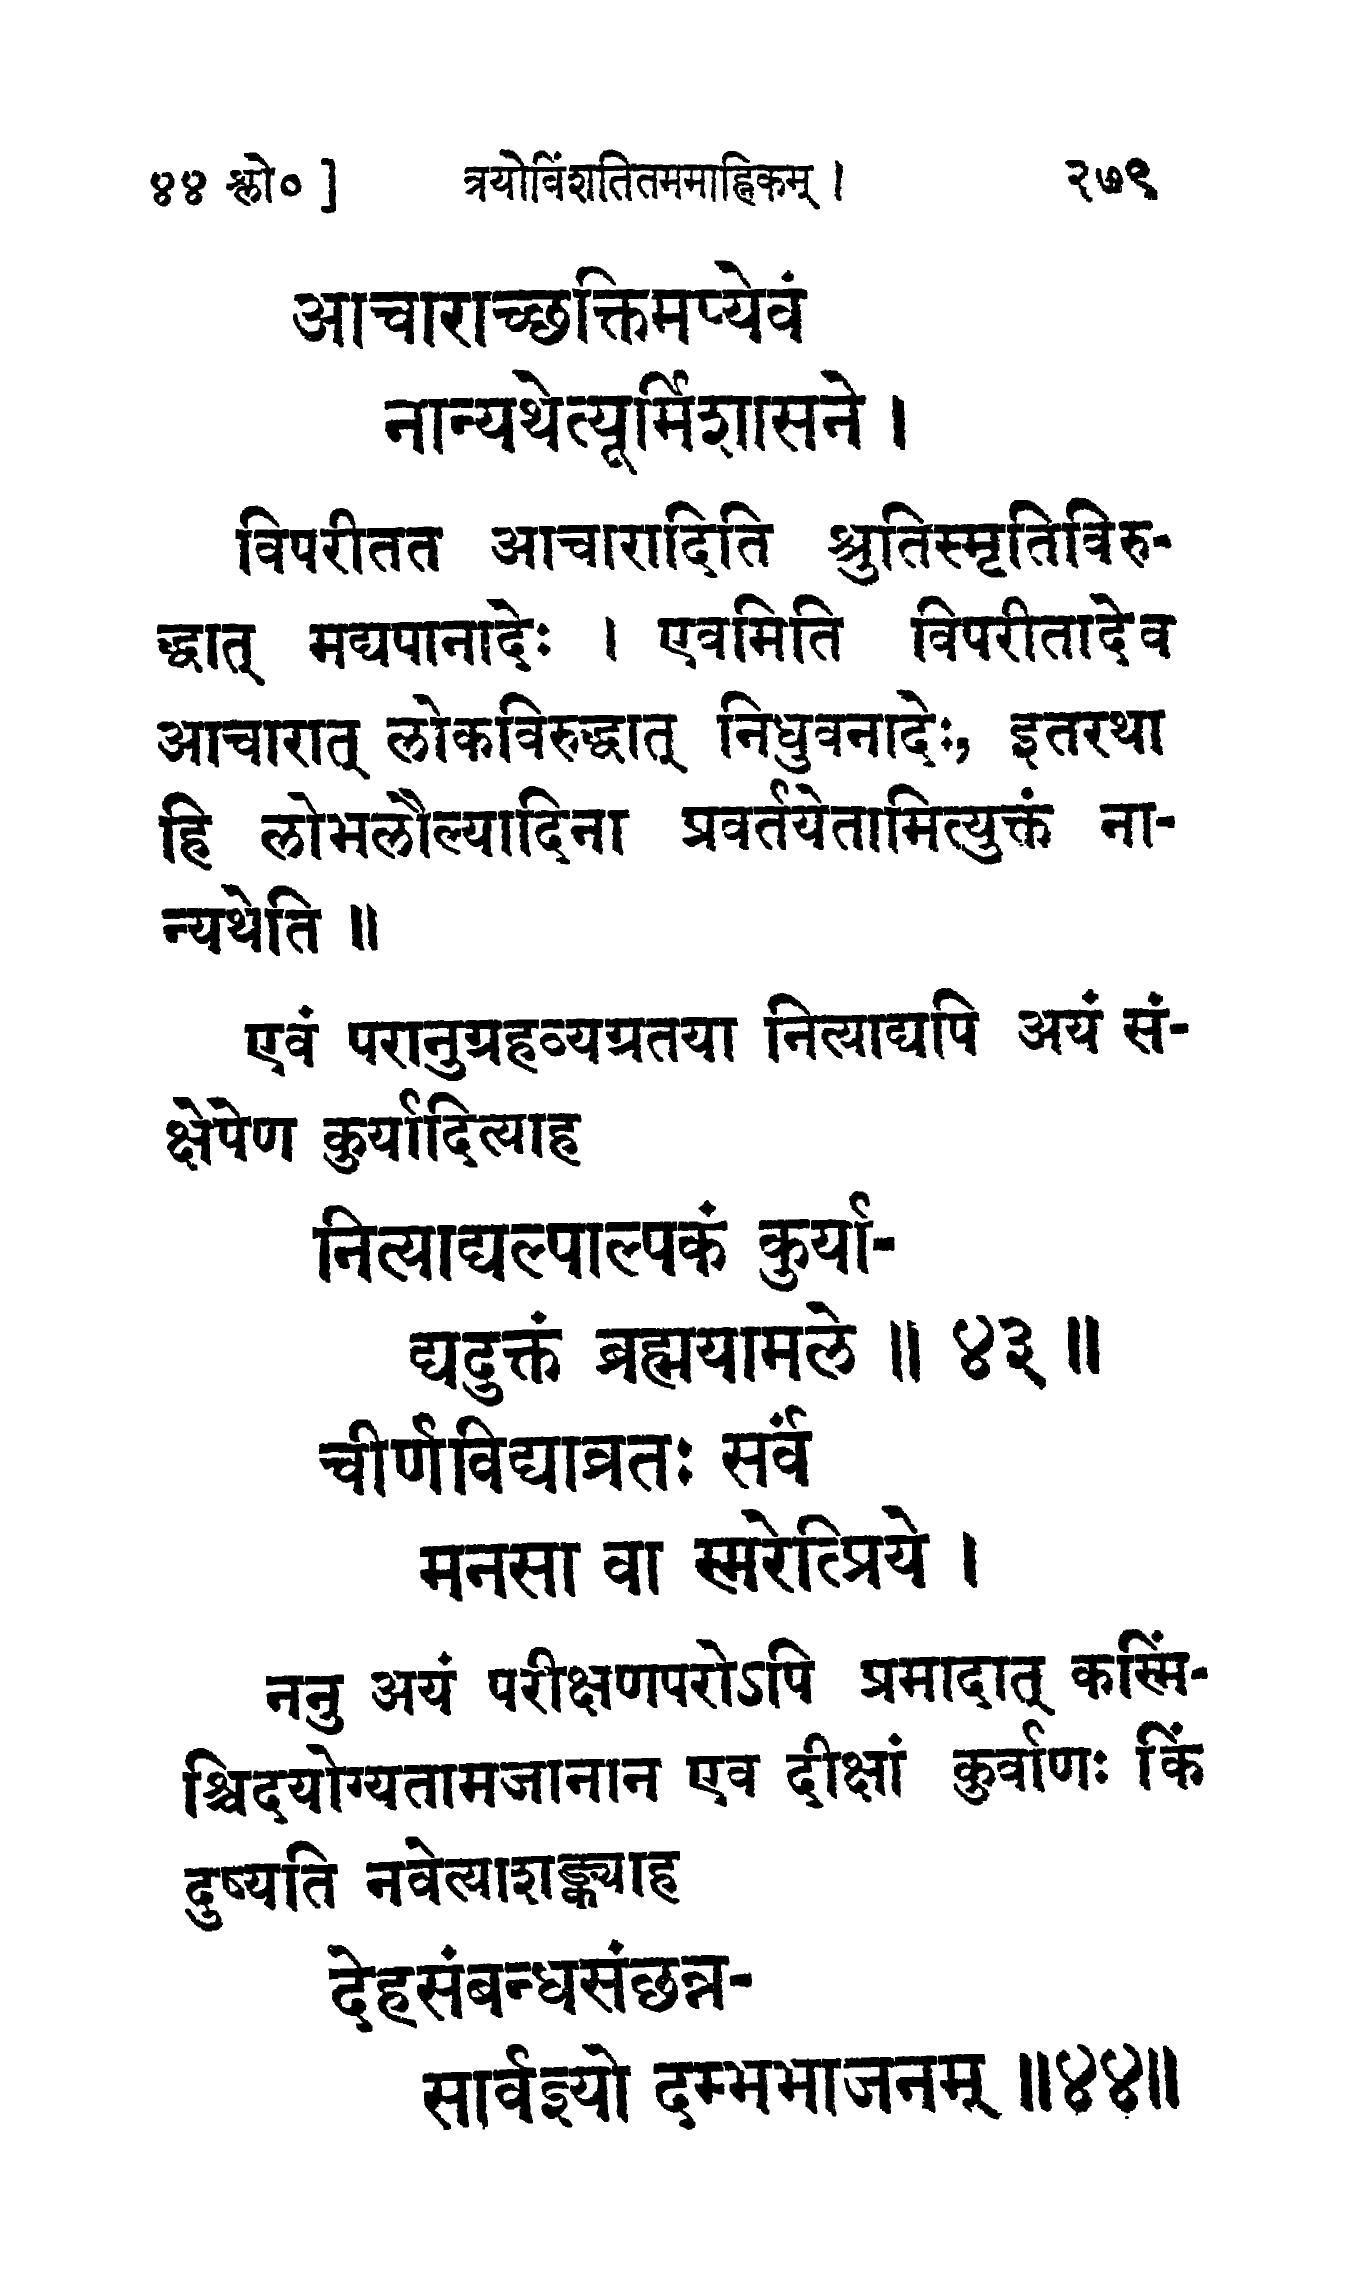 ४४ श्लो० ] त्रयोविंशतितममाह्निकम् । २७९
आचाराच्छक्तिमप्येवं
नान्यथेत्यूर्मिशासने ।
विपरीतत आचारादिति श्रुतिस्मृतिविरु-
द्धात् मद्यपानादेः । एवमिति विपरीतादेव
आचारात् लोकविरुद्धात् निधुवनादेः, इतरथा
हि लोभलौल्यादिना प्रवर्तयेतामित्युक्तं ना-
न्यथेति ॥
एवं परानुग्रहव्यग्रतया नित्याद्यपि अयं सं-
क्षेपेण कुर्यादित्याह
नित्याद्यल्पाल्पकं कुर्या-
द्यदुक्तं ब्रह्मयामले ॥ ४३ ॥
चीर्णविद्याव्रतः सर्वं
मनसा वा स्मरेत्प्रिये ।
ननु अयं परीक्षणपरोऽपि प्रमादात् कस्मिं-
श्चिदयोग्यतामजानान एव दीक्षां कुर्वाणः किं
दुष्यति नवेत्याशङ्क्याह
देहसंबन्धसंछन्न-
सार्वज्ञ्यो दम्भभाजनम् ॥४४॥